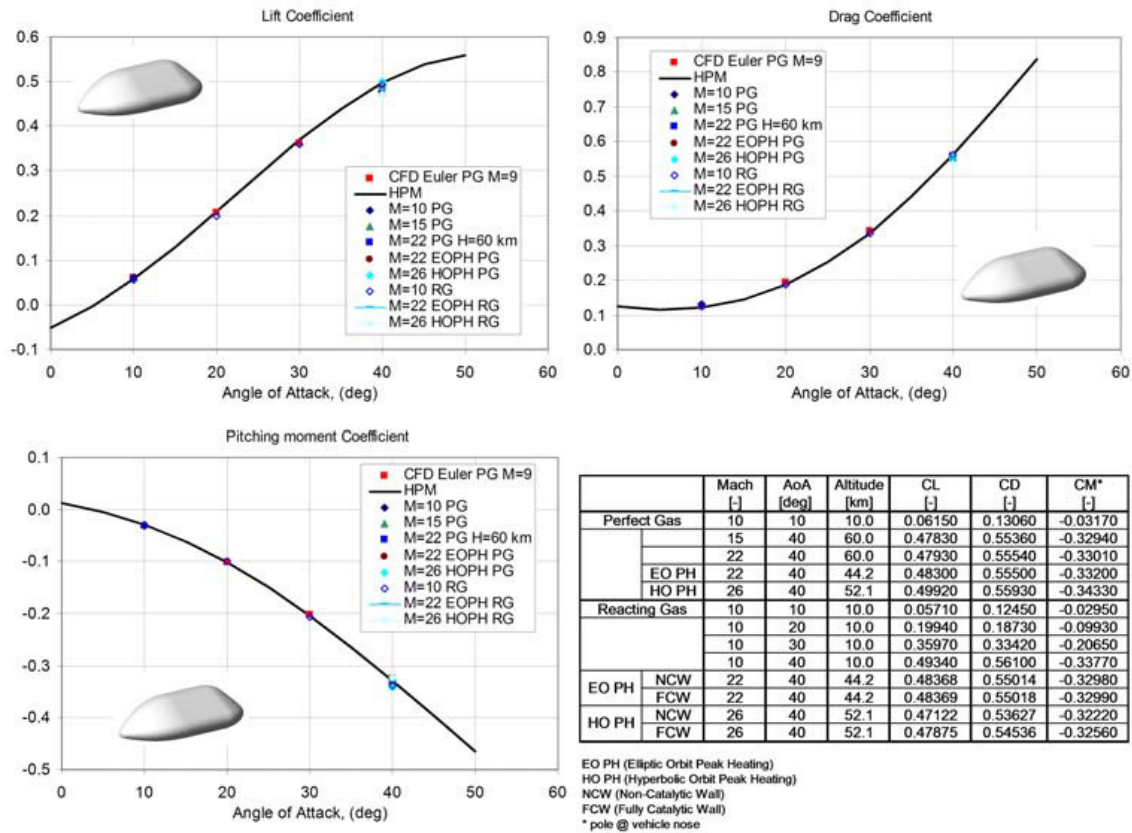 Lift Coefficient
0.6
0.5
0.4
0.3
0.2
0.1
0.0
-0.1
10
20
30
40
50
60
Angle of Attack, (deg)
CFD Euler PG M=9
HPM
M=10 PG
M=15 PG
M=22 PG H=60 km
M=22 EOPH PG
M=26 HOPH PG
M=10 RG
M=22 EOPH RG
M=26 HOPH RG
Drag Coefficient
0.9
0.8
0.7
0.6
0.5
0.4
0.3
0.2
0.1
0.0
0
10
20
30
40
50
60
Angle of Attack, (deg)
CFD Euler PG M=9
HPM
M=10 PG
M=15 PG
M=22 PG H=60 km
M=22 EOPH PG
M=26 HOPH PG
M=10 RG
M=22 EOPH RG
M=26 HOPH RG
Pitching moment Coefficient
0.1
0.0
-0.1
-0.2
-0.3
-0.4
-0.5
0
10
20
30
40
50
60
Angle of Attack, (deg)
CFD Euler PG M=9
HPM
M=10 PG
M=15 PG
M=22 PG H=60 km
M=22 EOPH PG
M=26 HOPH PG
M=10 RG
M=22 EOPH RG
M=26 HOPH RG
Mach AoA Altitude CL CD CM*
[-] [deg] [km] [-] [-] [-]
Perfect Gas 10 10 10.0 0.06150 0.13060 -0.03170
15 40 60.0 0.47830 0.55360 -0.32940
22 40 60.0 0.47930 0.55540 -0.33010
EO PH 22 40 44.2 0.48300 0.55500 -0.33200
HO PH 26 40 52.1 0.49920 0.55930 -0.34330
Reacting Gas 10 10 10.0 0.05710 0.12450 -0.02950
10 20 10.0 0.19940 0.18730 -0.09930
10 30 10.0 0.35970 0.33420 -0.20650
10 40 10.0 0.49340 0.56100 -0.33770
EO PH NCW 22 40 44.2 0.48368 0.55014 -0.32980
FCW 22 40 44.2 0.48369 0.55018 -0.32990
HO PH NCW 26 40 52.1 0.47122 0.53627 -0.32220
FCW 26 40 52.1 0.47875 0.54536 -0.32560
EO PH (Elliptic Orbit Peak Heating)
HO PH (Hyperbolic Orbit Peak Heating)
NCW (Non-Catalytic Wall)
FCW (Fully Catalytic Wall)
* pole @ vehicle nose